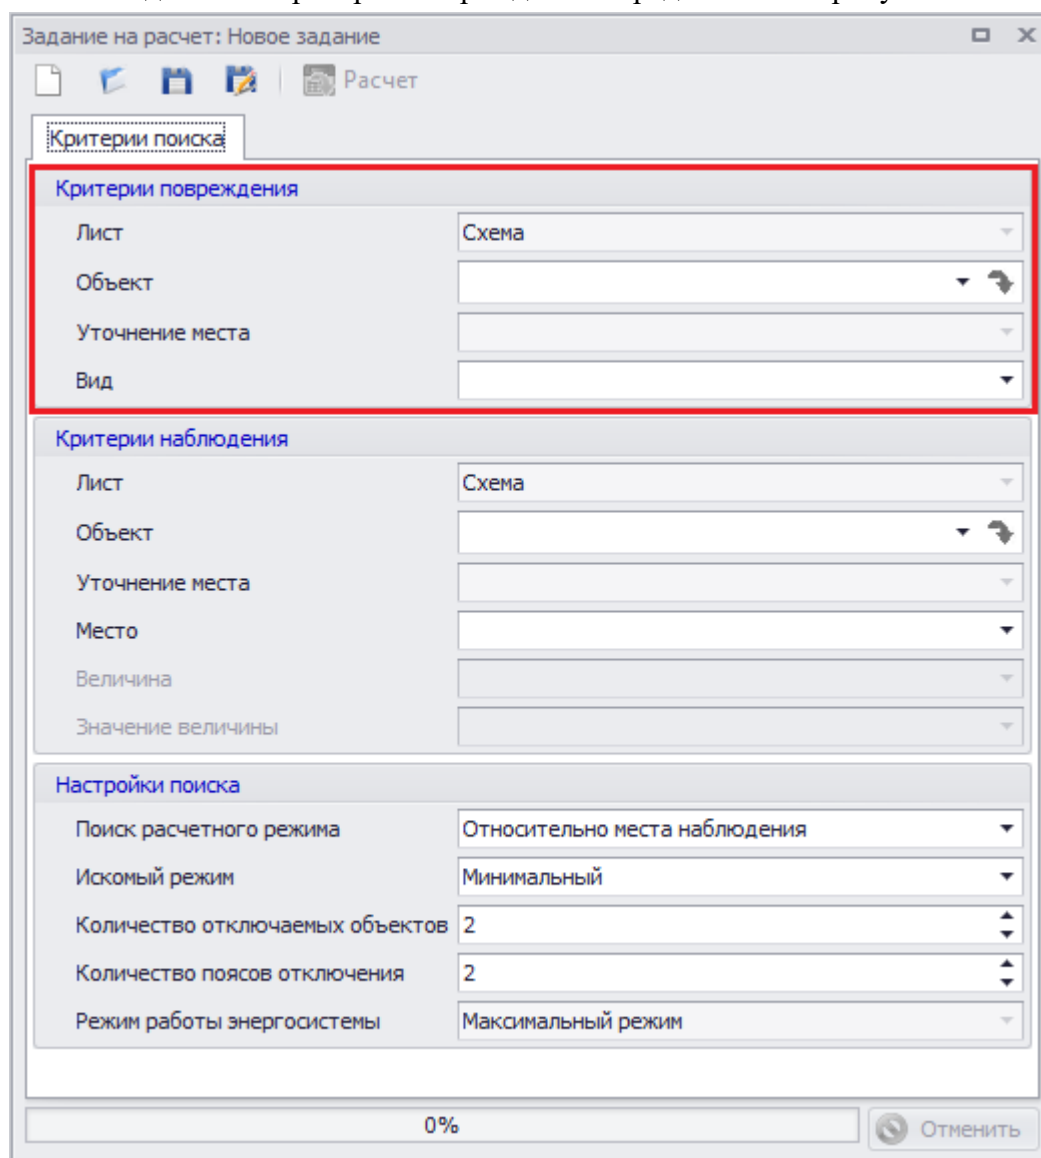 Задание на расчет: Новое задание
Расчет
Критерии поиска
Критерии повреждения
Лист Схема
Объект
Уточнение места
Вид
Критерии наблюдения
Лист Схема
Объект
Уточнение места
Место
Величина
Значение величины
Настройки поиска
Поиск расчетного режима Относительно места наблюдения
Искомый режим Минимальный
Количество отключаемых объектов 2
Количество поясов отключения 2
Режим работы энергосистемы Максимальный режим
0%
Отменить